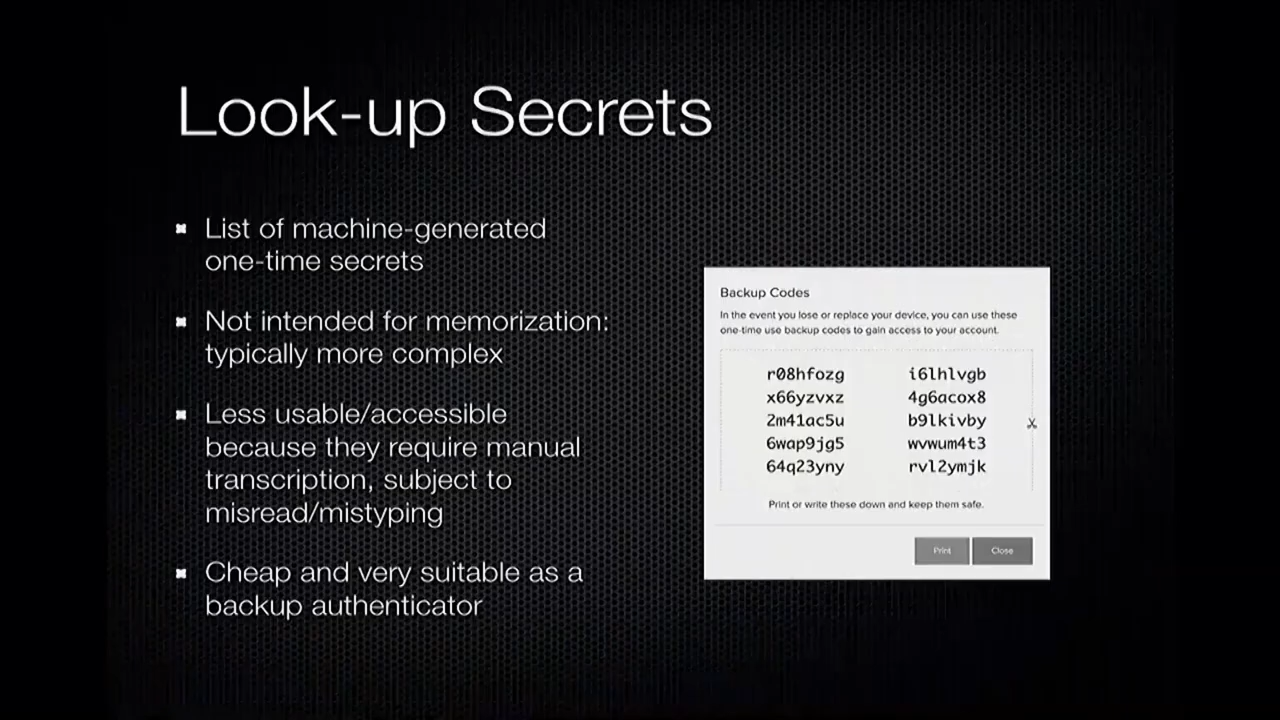 Look-up Secrets
List of machine-generated
one-time secrets
Not intended for memorization:
typically more complex
Less usable/accessible
because they require manual
transcription, subject to
misread/mistyping
Cheap and very suitable as a
backup authenticator
Backup Codes
In the event you lose or replace your device, you can use these
one-time use backup codes to gain access to your account.
r08hfozg i6lhlvgb
x66yzvxz 4g6acox8
2m41ac5u b9lkivby
6wap9jg5 wvwum4t3
64q23yny rvl2ymjk
Print or write these down and keep them safe.
Print Close